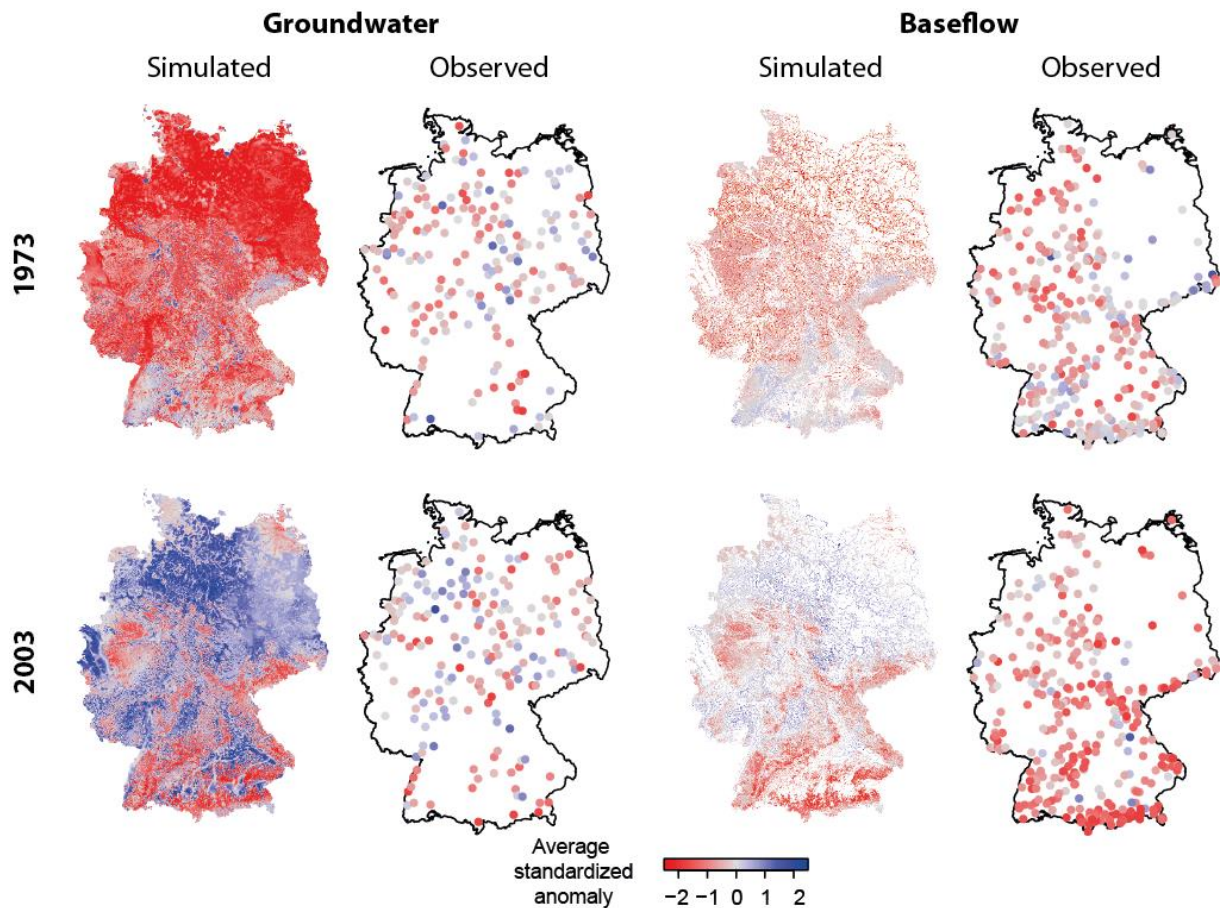 Groundwater
Baseflow
Simulated
Observed
Simulated
Observed
1973
2003
Average
standardized
anomaly
−2 −1 0 1 2